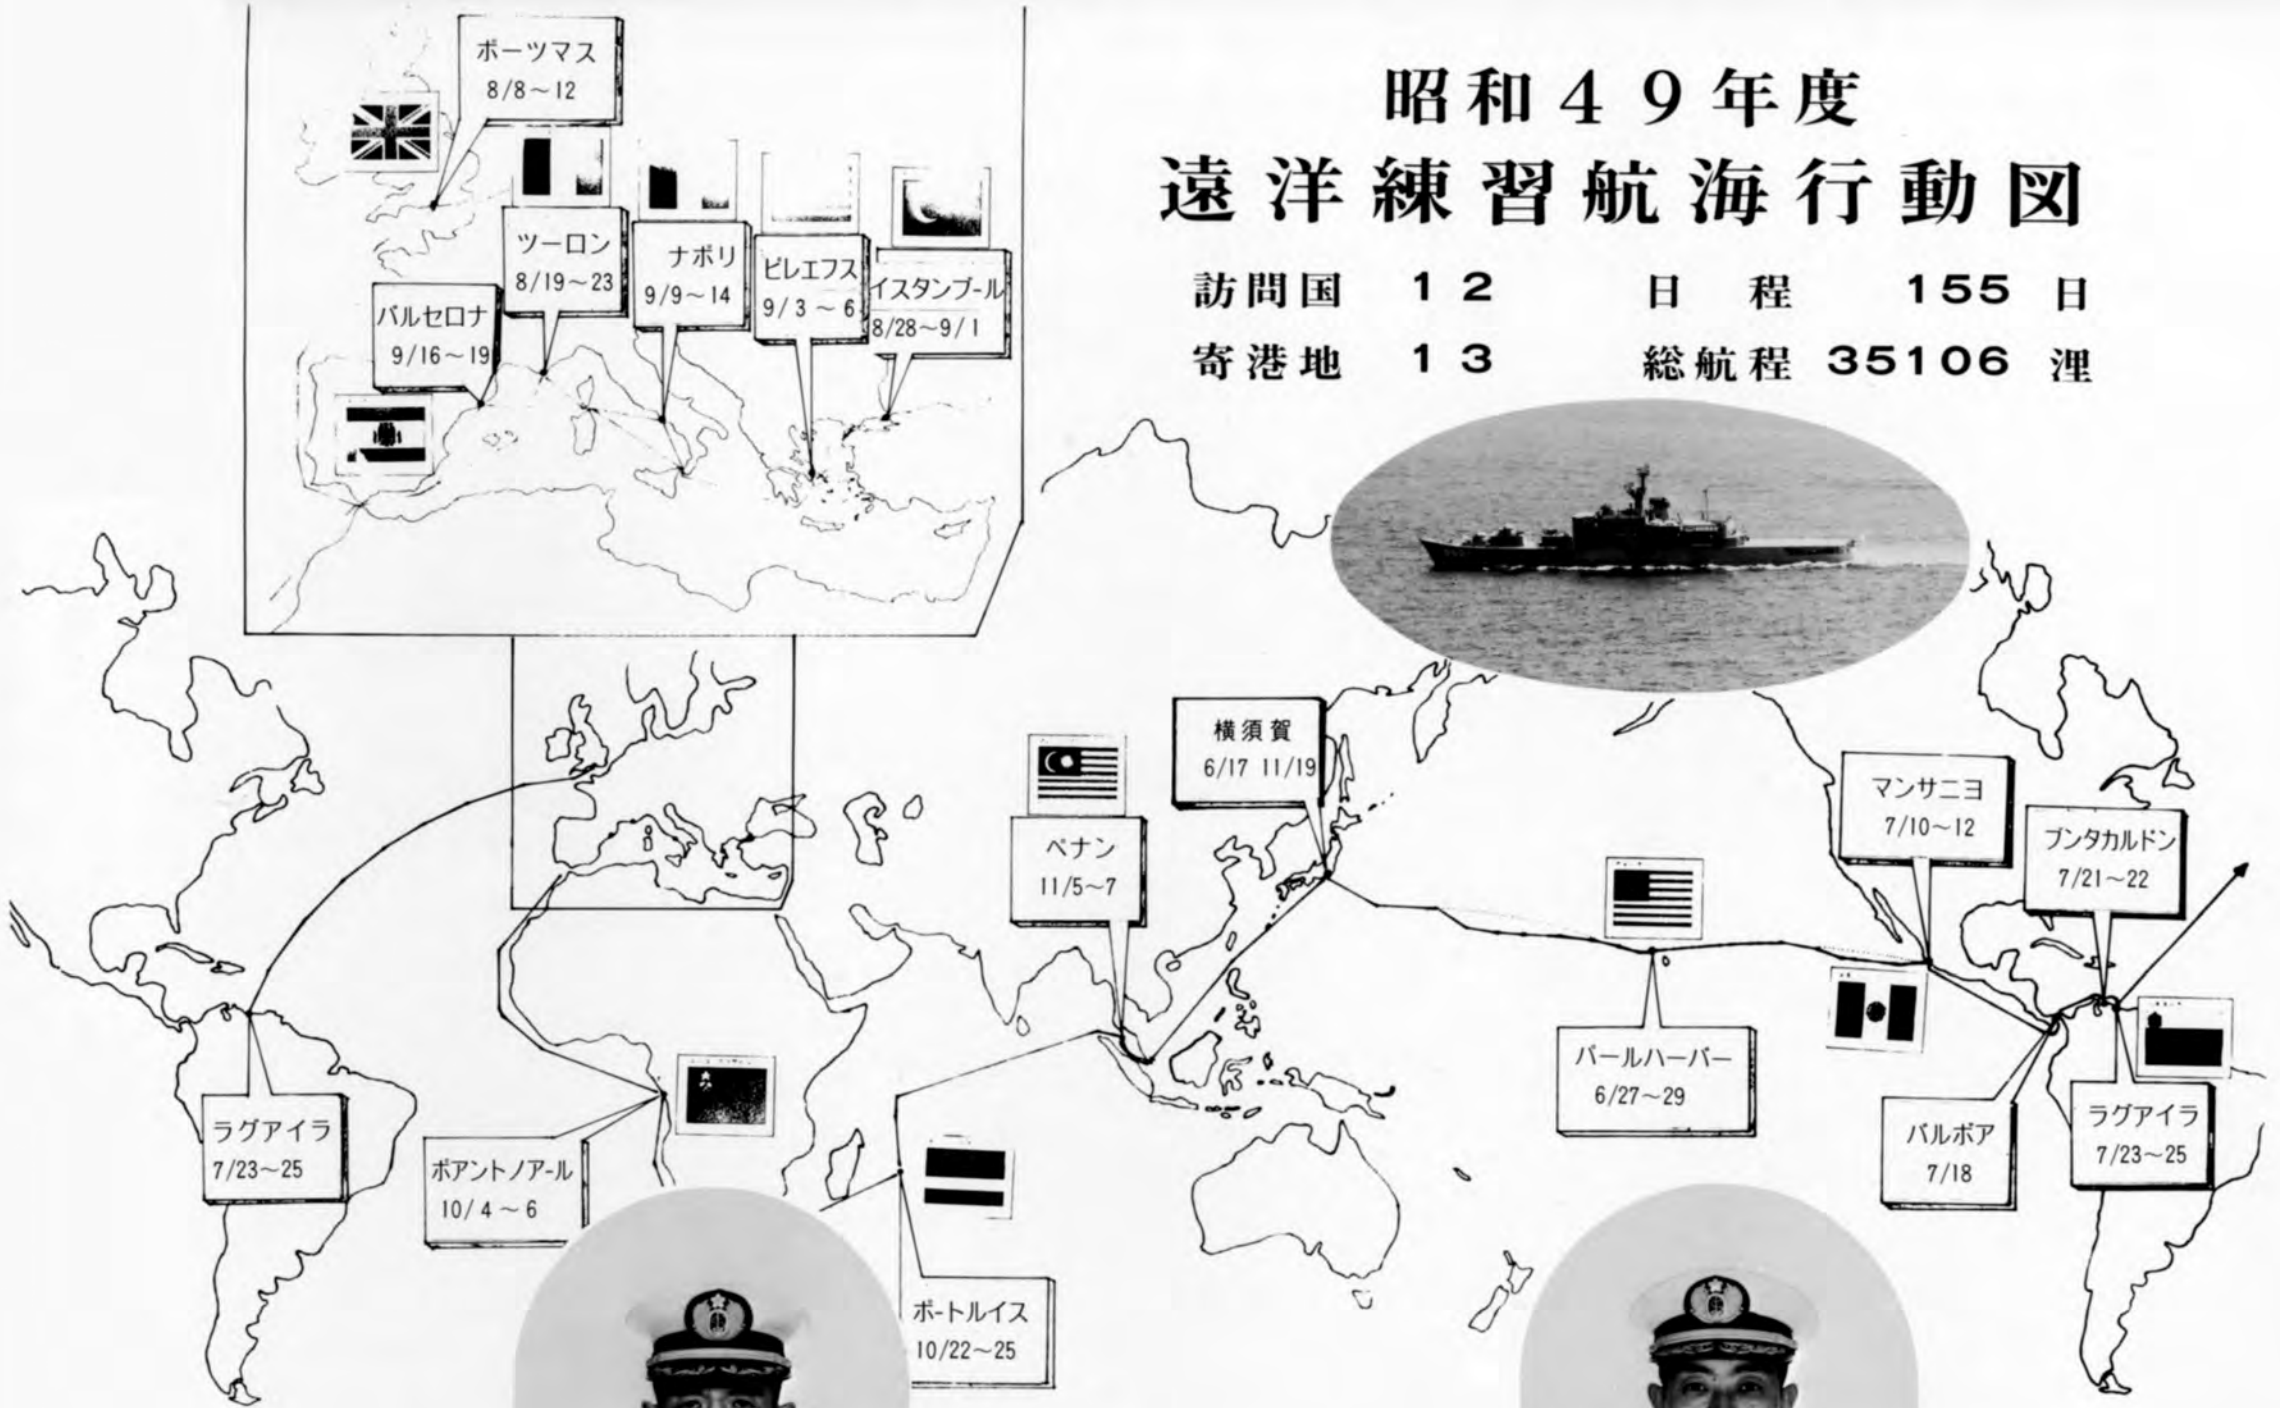 昭和49年度
遠洋練習航海行動図
訪問国 12 日程 155日
寄港地 13 総航程 35106浬
ポーツマス
8/8～12
ツーロン
8/19～23
ナポリ
9/9～14
ピレエフス
9/3～6
イスタンブール
8/28～9/1
バルセロナ
9/16～19
横須賀
6/17 11/19
ペナン
11/5～7
マンサニヨ
7/10～12
プンタカルドン
7/21～22
パールハーバー
6/27～29
バルボア
7/18
ラグアイラ
7/23～25
ラグアイラ
7/23～25
ポアントノアール
10/4～6
ポートルイス
10/22～25